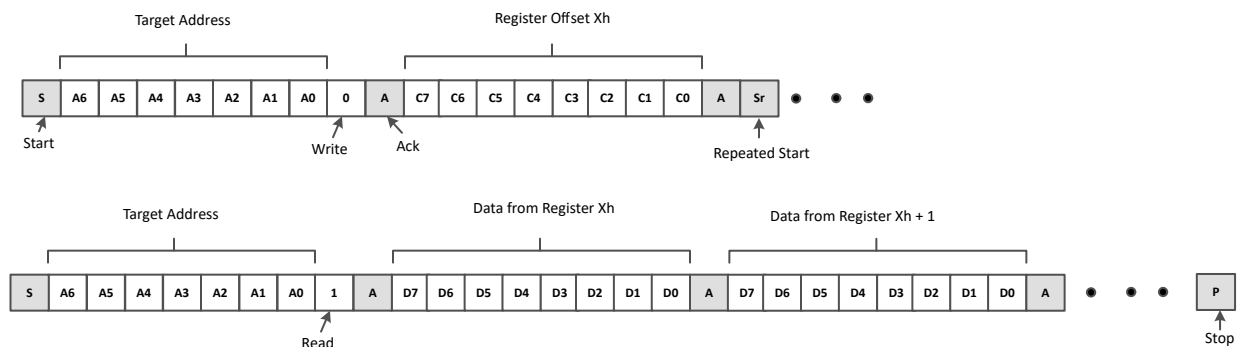 Target Address Register Offset Xh
S A6 A5 A4 A3 A2 A1 A0 0 A C7 C6 C5 C4 C3 C2 C1 C0 A Sr
Start Write Ack Repeated Start
Target Address Data from Register Xh Data from Register Xh + 1
S A6 A5 A4 A3 A2 A1 A0 1 A D7 D6 D5 D4 D3 D2 D1 D0 A D7 D6 D5 D4 D3 D2 D1 D0 A P
Read Stop